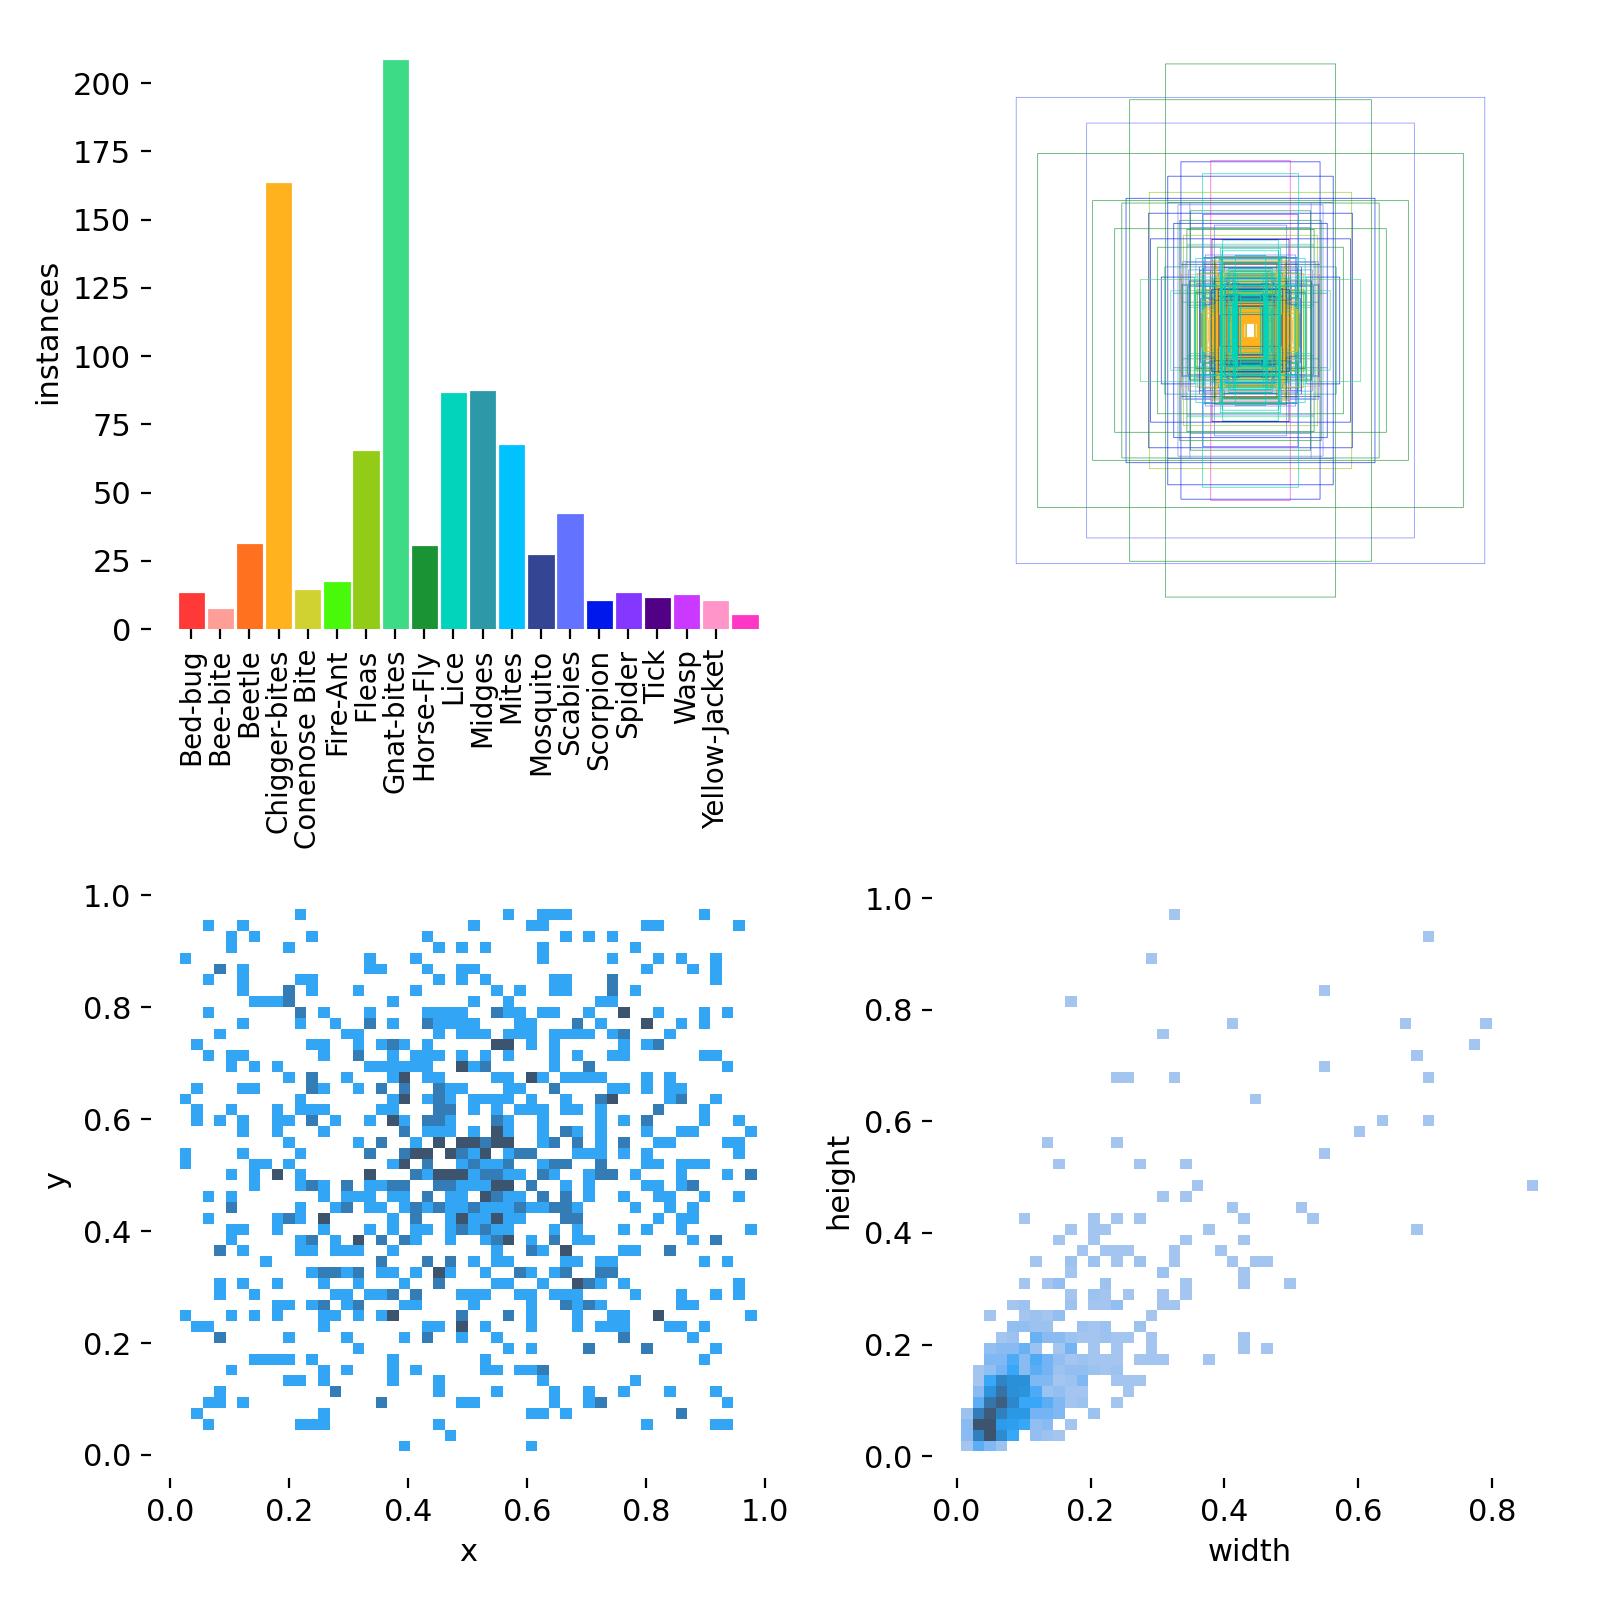 instances
200
175
150
125
100
75
50
25
0
Bed-bug
Bee-bite
Beetle
Chigger-bites
Conenose Bite
Fire-Ant
Fleas
Gnat-bites
Horse-Fly
Lice
Midges
Mites
Mosquito
Scabies
Scorpion
Spider
Tick
Wasp
Yellow-Jacket
y
1.0
0.8
0.6
0.4
0.2
0.0
0.0 0.2 0.4 0.6 0.8 1.0
x
height
1.0
0.8
0.6
0.4
0.2
0.0
0.0 0.2 0.4 0.6 0.8
width